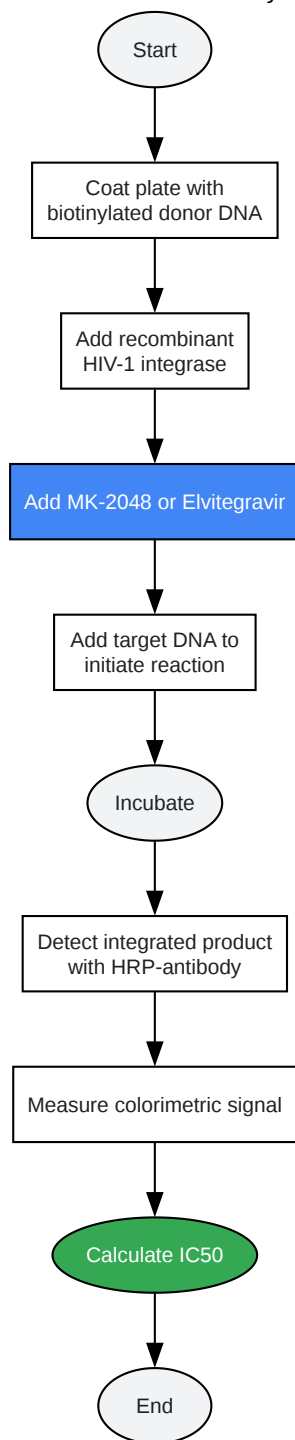 Start
Coat plate with
biotinylated donor DNA
Add recombinant
HIV-1 integrase
Add MK-2048 or Elvitegravir
Add target DNA to
initiate reaction
Incubate
Detect integrated product
with HRP-antibody
Measure colorimetric signal
Calculate IC50
End